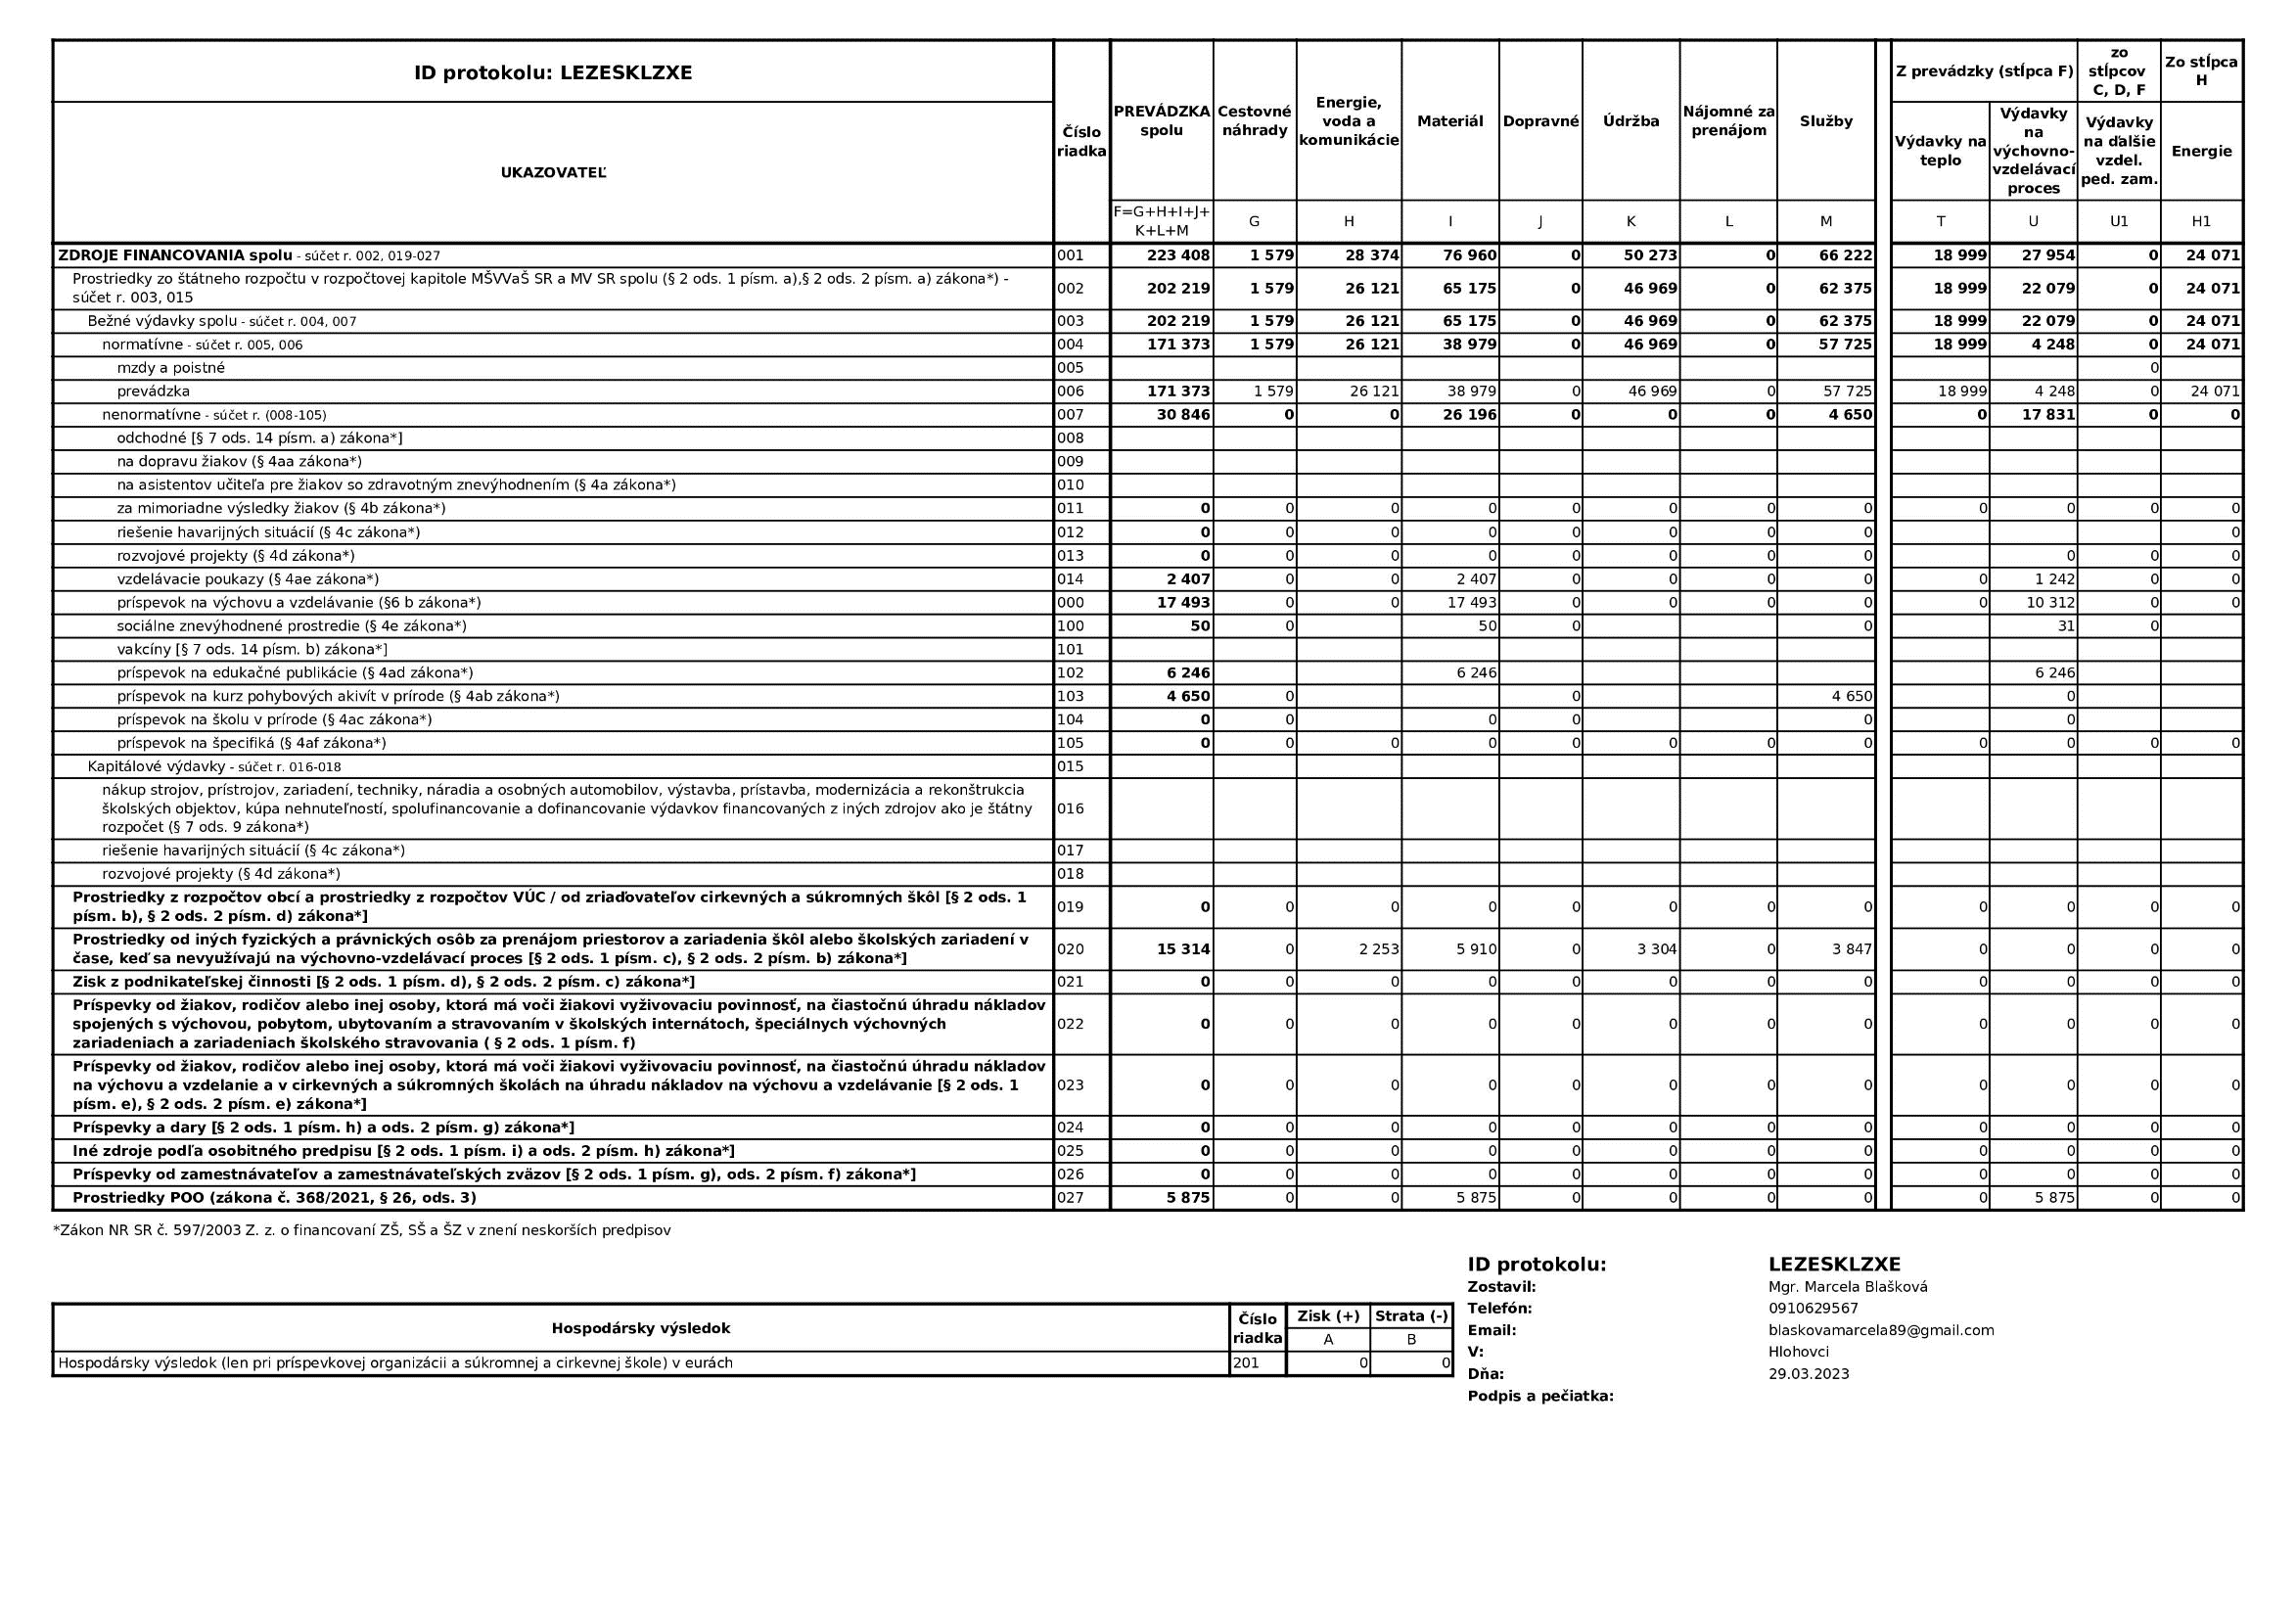 ID protokolu: LEZESKLZXE
UKAZOVATEĽ
Číslo riadka
PREVÁDZKA spolu
Cestovné náhrady
Energie, voda a komunikácie
Materiál
Dopravné
Údržba
Nájomné za prenájom
Služby
Z prevádzky (stĺpca F)
zo stĺpcov C, D, F
Zo stĺpca H
Výdavky na teplo
Výdavky na výchovno-vzdelávací proces
Výdavky na ďalšie vzdel. ped. zam.
Energie
F=G+H+I+J+K+L+M G H I J K L M T U U1 H1
ZDROJE FINANCOVANIA spolu - súčet r. 002, 019-027 001 223 408 1 579 28 374 76 960 0 50 273 0 66 222 18 999 27 954 0 24 071
Prostriedky zo štátneho rozpočtu v rozpočtovej kapitole MŠVVaŠ SR a MV SR spolu (§ 2 ods. 1 písm. a),§ 2 ods. 2 písm. a) zákona*) -
súčet r. 003, 015 002 202 219 1 579 26 121 65 175 0 46 969 0 62 375 18 999 22 079 0 24 071
Bežné výdavky spolu - súčet r. 004, 007 003 202 219 1 579 26 121 65 175 0 46 969 0 62 375 18 999 22 079 0 24 071
normatívne - súčet r. 005, 006 004 171 373 1 579 26 121 38 979 0 46 969 0 57 725 18 999 4 248 0 24 071
mzdy a poistné 005 0
prevádzka 006 171 373 1 579 26 121 38 979 0 46 969 0 57 725 18 999 4 248 0 24 071
nenormatívne - súčet r. (008-105) 007 30 846 0 0 26 196 0 0 0 4 650 0 17 831 0 0
odchodné [§ 7 ods. 14 písm. a) zákona*] 008
na dopravu žiakov (§ 4aa zákona*) 009
na asistentov učiteľa pre žiakov so zdravotným znevýhodnením (§ 4a zákona*) 010
za mimoriadne výsledky žiakov (§ 4b zákona*) 011 0 0 0 0 0 0 0 0 0 0 0 0
riešenie havarijných situácií (§ 4c zákona*) 012 0 0 0 0 0 0 0 0 0
rozvojové projekty (§ 4d zákona*) 013 0 0 0 0 0 0 0 0 0 0 0
vzdelávacie poukazy (§ 4ae zákona*) 014 2 407 0 0 2 407 0 0 0 0 0 1 242 0 0
príspevok na výchovu a vzdelávanie (§6 b zákona*) 000 17 493 0 0 17 493 0 0 0 0 0 10 312 0 0
sociálne znevýhodnené prostredie (§ 4e zákona*) 100 50 0 50 0 0 31 0
vakcíny [§ 7 ods. 14 písm. b) zákona*] 101
príspevok na edukačné publikácie (§ 4ad zákona*) 102 6 246 6 246 6 246
príspevok na kurz pohybových akivít v prírode (§ 4ab zákona*) 103 4 650 0 0 4 650 0
príspevok na školu v prírode (§ 4ac zákona*) 104 0 0 0 0 0 0
príspevok na špecifiká (§ 4af zákona*) 105 0 0 0 0 0 0 0 0 0 0 0 0
Kapitálové výdavky - súčet r. 016-018 015
nákup strojov, prístrojov, zariadení, techniky, náradia a osobných automobilov, výstavba, prístavba, modernizácia a rekonštrukcia
školských objektov, kúpa nehnuteľností, spolufinancovanie a dofinancovanie výdavkov financovaných z iných zdrojov ako je štátny 016
rozpočet (§ 7 ods. 9 zákona*)
riešenie havarijných situácií (§ 4c zákona*) 017
rozvojové projekty (§ 4d zákona*) 018
Prostriedky z rozpočtov obcí a prostriedky z rozpočtov VÚC / od zriaďovateľov cirkevných a súkromných škôl [§ 2 ods. 1
písm. b), § 2 ods. 2 písm. d) zákona*] 019 0 0 0 0 0 0 0 0 0 0 0 0
Prostriedky od iných fyzických a právnických osôb za prenájom priestorov a zariadenia škôl alebo školských zariadení v
čase, keď sa nevyužívajú na výchovno-vzdelávací proces [§ 2 ods. 1 písm. c), § 2 ods. 2 písm. b) zákona*] 020 15 314 0 2 253 5 910 0 3 304 0 3 847 0 0 0 0
Zisk z podnikateľskej činnosti [§ 2 ods. 1 písm. d), § 2 ods. 2 písm. c) zákona*] 021 0 0 0 0 0 0 0 0 0 0 0 0
Príspevky od žiakov, rodičov alebo inej osoby, ktorá má voči žiakovi vyživovaciu povinnosť, na čiastočnú úhradu nákladov
spojených s výchovou, pobytom, ubytovaním a stravovaním v školských internátoch, špeciálnych výchovných 022 0 0 0 0 0 0 0 0 0 0 0 0
zariadeniach a zariadeniach školského stravovania ( § 2 ods. 1 písm. f)
Príspevky od žiakov, rodičov alebo inej osoby, ktorá má voči žiakovi vyživovaciu povinnosť, na čiastočnú úhradu nákladov
na výchovu a vzdelanie a v cirkevných a súkromných školách na úhradu nákladov na výchovu a vzdelávanie [§ 2 ods. 1 023 0 0 0 0 0 0 0 0 0 0 0 0
písm. e), § 2 ods. 2 písm. e) zákona*]
Príspevky a dary [§ 2 ods. 1 písm. h) a ods. 2 písm. g) zákona*] 024 0 0 0 0 0 0 0 0 0 0 0 0
Iné zdroje podľa osobitného predpisu [§ 2 ods. 1 písm. i) a ods. 2 písm. h) zákona*] 025 0 0 0 0 0 0 0 0 0 0 0 0
Príspevky od zamestnávateľov a zamestnávateľských zväzov [§ 2 ods. 1 písm. g), ods. 2 písm. f) zákona*] 026 0 0 0 0 0 0 0 0 0 0 0 0
Prostriedky POO (zákona č. 368/2021, § 26, ods. 3) 027 5 875 0 0 5 875 0 0 0 0 0 5 875 0 0
*Zákon NR SR č. 597/2003 Z. z. o financovaní ZŠ, SŠ a ŠZ v znení neskorších predpisov
Hospodársky výsledok Číslo riadka Zisk (+) Strata (-)
A B
Hospodársky výsledok (len pri príspevkovej organizácii a súkromnej a cirkevnej škole) v eurách 201 0 0
ID protokolu: LEZESKLZXE
Zostavil: Mgr. Marcela Blašková
Telefón: 0910629567
Email: blaskovamarcela89@gmail.com
V: Hlohovci
Dňa: 29.03.2023
Podpis a pečiatka: